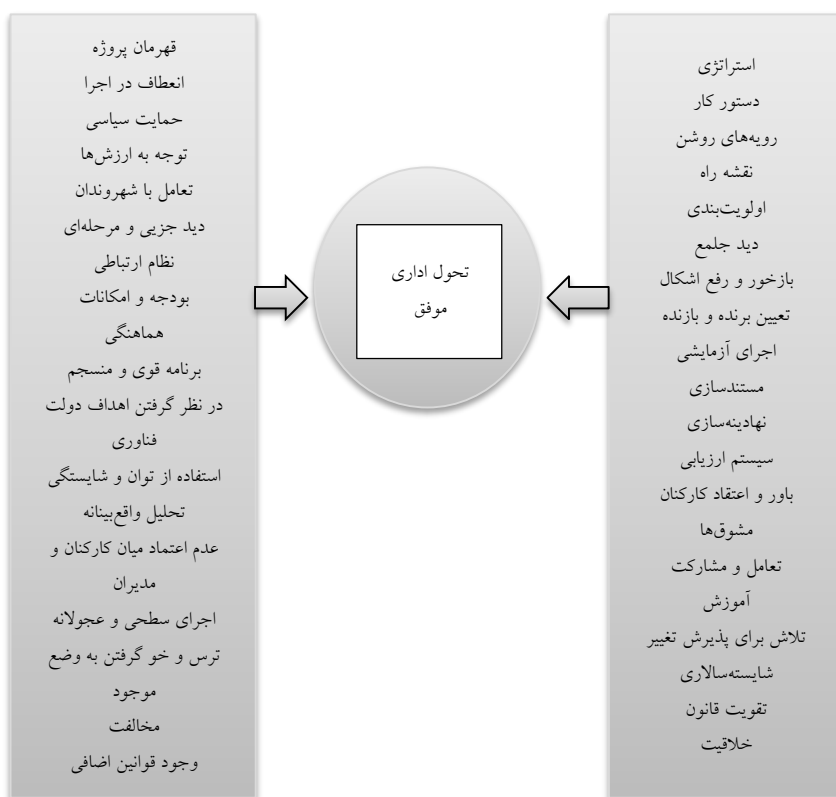 استراتژی
دستور کار
رویه‌های روشن
نقشه راه
اولویت‌بندی
دید جلمع
بازخور و رفع اشکال
تعیین برنده و بازنده
اجرای آزمایشی
مستندسازی
نهادینه‌سازی
سیستم ارزیابی
باور و اعتقاد کارکنان
مشوق‌ها
تعامل و مشارکت
آموزش
تلاش برای پذیرش تغییر
شایسته‌سالاری
تقویت قانون
خلاقیت
تحول اداری
موفق
قهرمان پروژه
انعطاف در اجرا
حمایت سیاسی
توجه به ارزش‌ها
تعامل با شهروندان
دید جزیی و مرحله‌ای
نظام ارتباطی
بودجه و امکانات
هماهنگی
برنامه قوی و منسجم
در نظر گرفتن اهداف دولت
فناوری
استفاده از توان و شایستگی
تحلیل واقع‌بینانه
عدم اعتماد میان کارکنان و
مدیران
اجرای سطحی و عجولانه
ترس و خو گرفتن به وضع
موجود
مخالفت
وجود قوانین اضافی